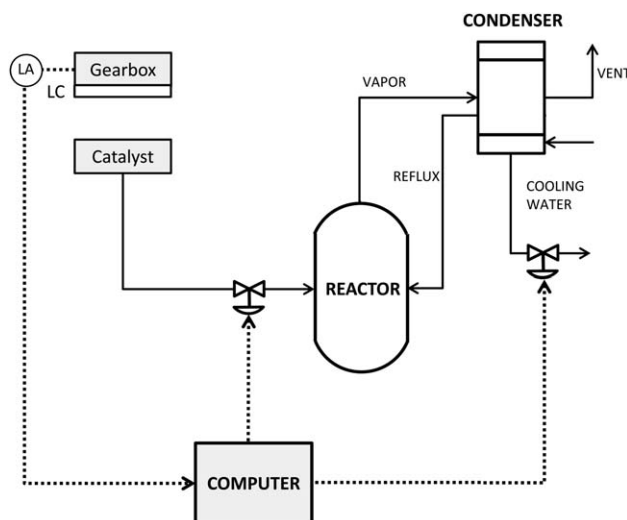 CONDENSER
LA
Gearbox
LC
VAPOR
VENT
Catalyst
REFLUX
COOLING
WATER
REACTOR
COMPUTER